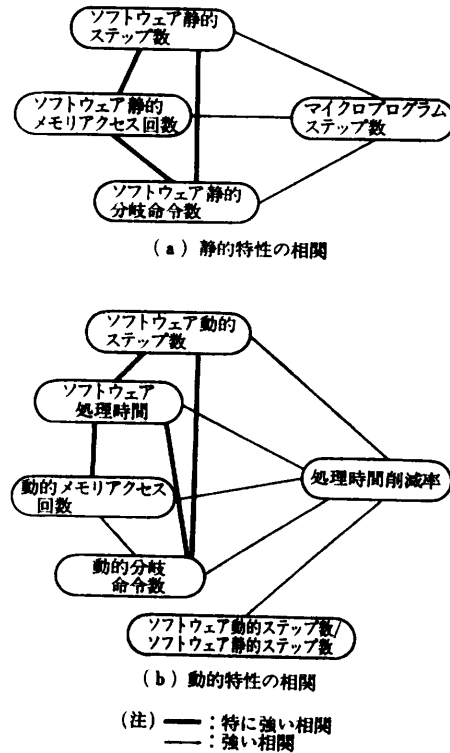 ソフトウェア静的
ステップ数
ソフトウェア静的
メモリアクセス回数
マイクロプログラム
ステップ数
ソフトウェア静的
分岐命令数
(a) 静的特性の相関
ソフトウェア動的
ステップ数
ソフトウェア
処理時間
処理時間削減率
動的メモリアクセス
回数
動的分岐
命令数
ソフトウェア動的ステップ数/
ソフトウェア静的ステップ数
(b) 動的特性の相関
(注) ━━ : 特に強い相関
── : 強い相関